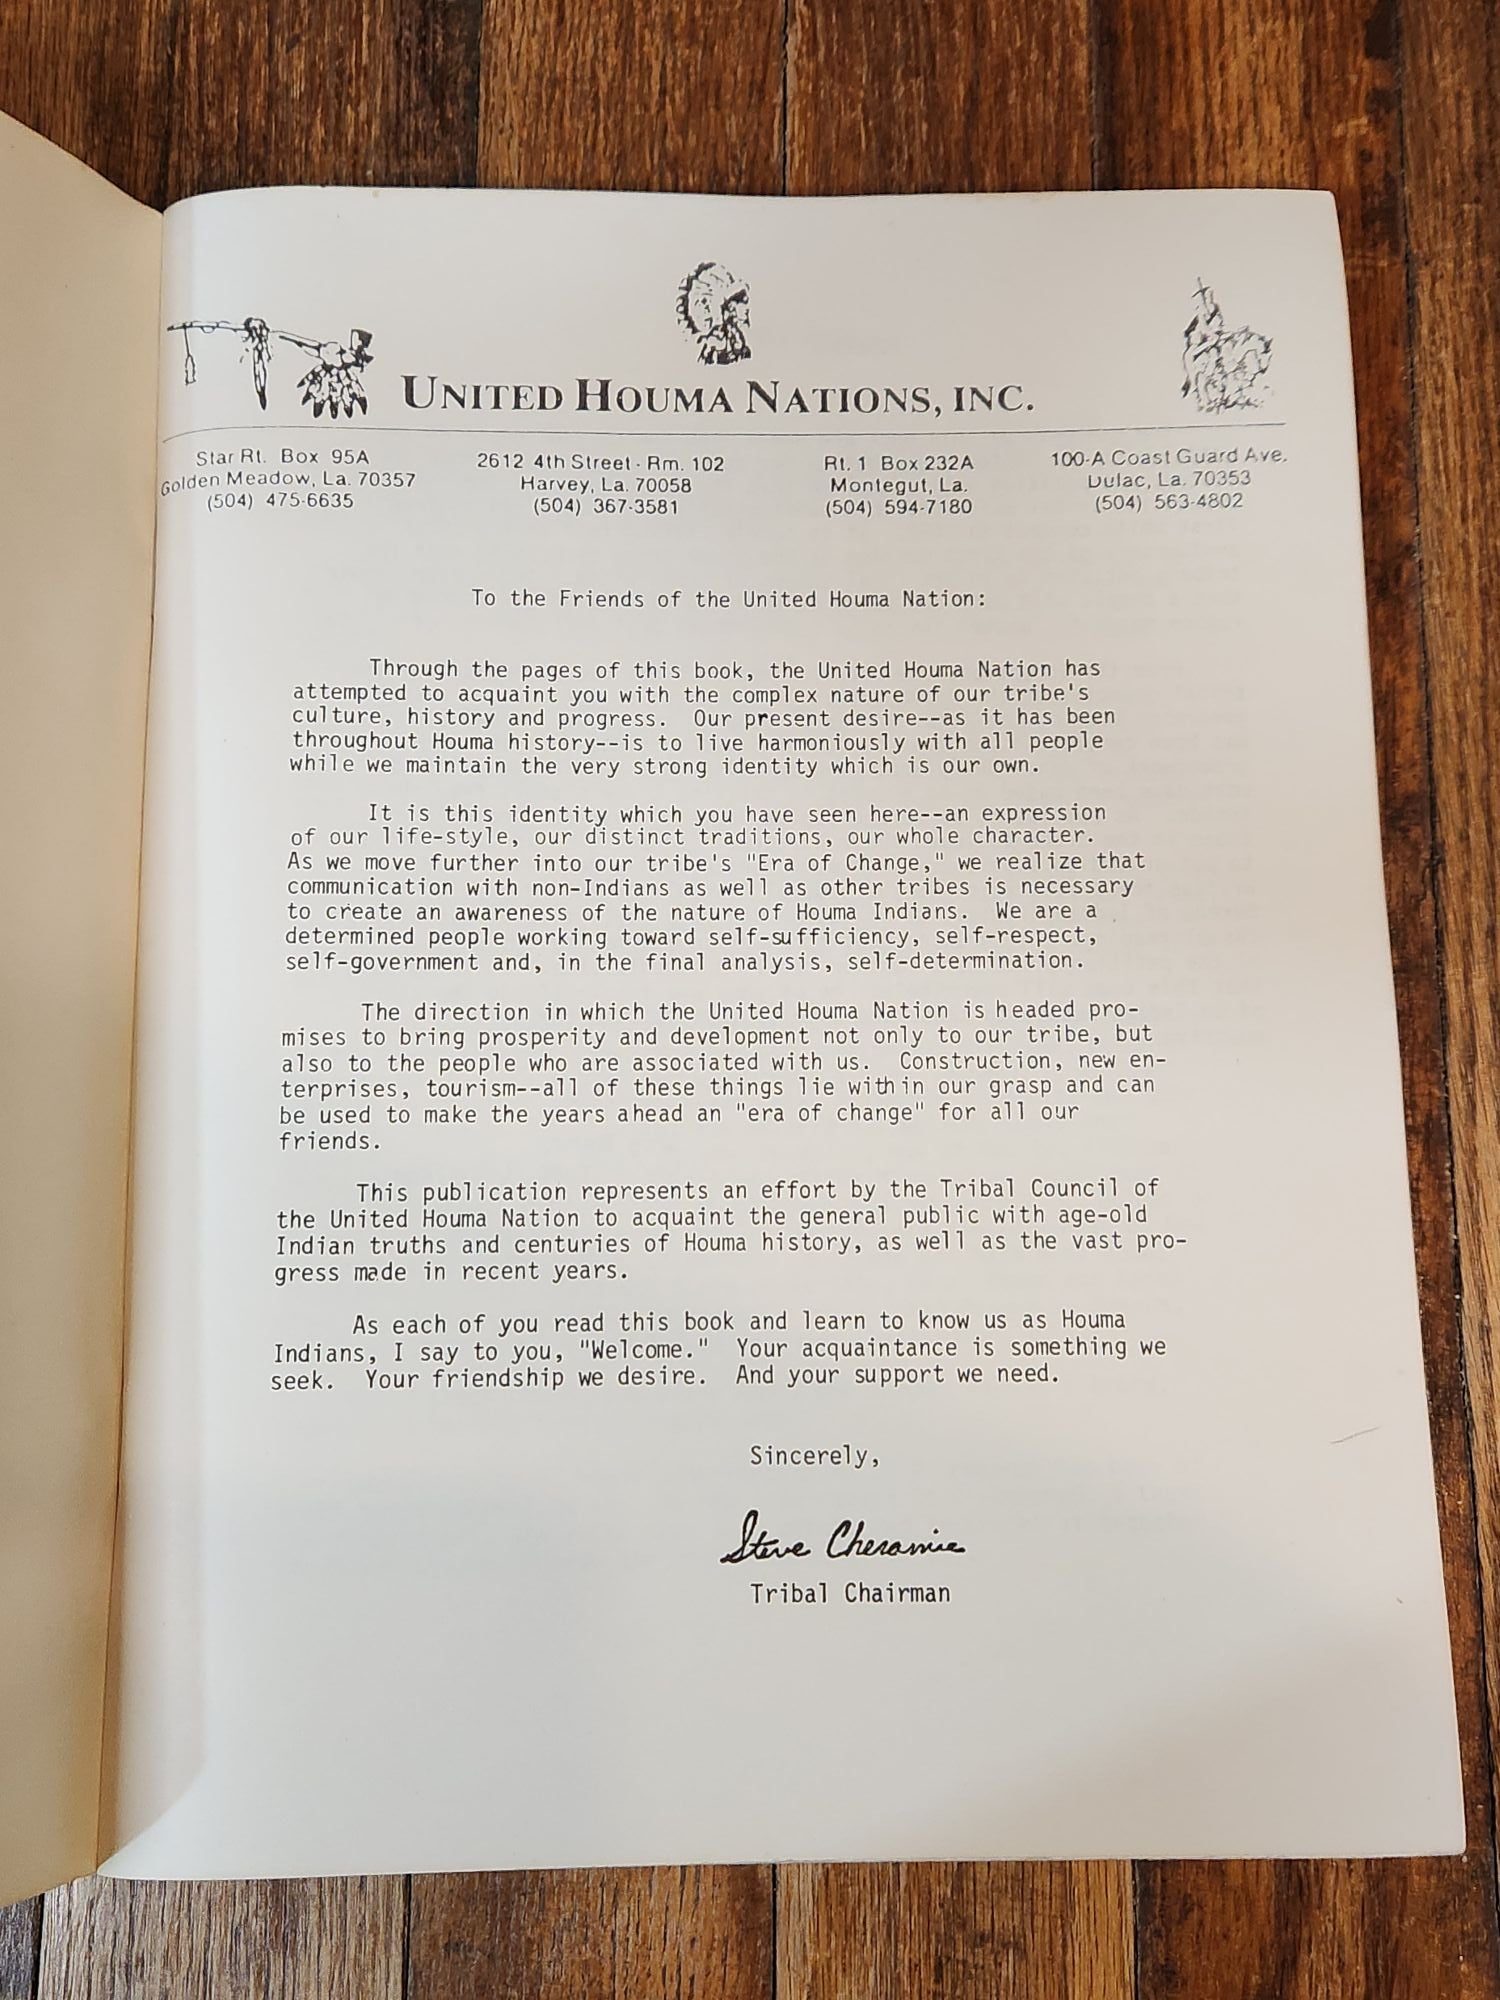 UNITED HOUMA NATIONS, INC.
Star Rt. Box 95A
Golden Meadow, La. 70357
(504) 475-6635
2612 4th Street - Rm. 102
Harvey, La. 70058
(504) 367-3581
Rt. 1 Box 232A
Montegut, La.
(504) 594-7180
100-A Coast Guard Ave.
Dulac, La. 70353
(504) 563-4802
To the Friends of the United Houma Nation:
Through the pages of this book, the United Houma Nation has
attempted to acquaint you with the complex nature of our tribe's
culture, history and progress. Our present desire--as it has been
throughout Houma history--is to live harmoniously with all people
while we maintain the very strong identity which is our own.
It is this identity which you have seen here--an expression
of our life-style, our distinct traditions, our whole character.
As we move further into our tribe's "Era of Change," we realize that
communication with non-Indians as well as other tribes is necessary
to create an awareness of the nature of Houma Indians. We are a
determined people working toward self-sufficiency, self-respect,
self-government and, in the final analysis, self-determination.
The direction in which the United Houma Nation is headed pro-
mises to bring prosperity and development not only to our tribe, but
also to the people who are associated with us. Construction, new en-
terprises, tourism--all of these things lie within our grasp and can
be used to make the years ahead an "era of change" for all our
friends.
This publication represents an effort by the Tribal Council of
the United Houma Nation to acquaint the general public with age-old
Indian truths and centuries of Houma history, as well as the vast pro-
gress made in recent years.
As each of you read this book and learn to know us as Houma
Indians, I say to you, "Welcome." Your acquaintance is something we
seek. Your friendship we desire. And your support we need.
Sincerely,
Steve Cheramie
Tribal Chairman